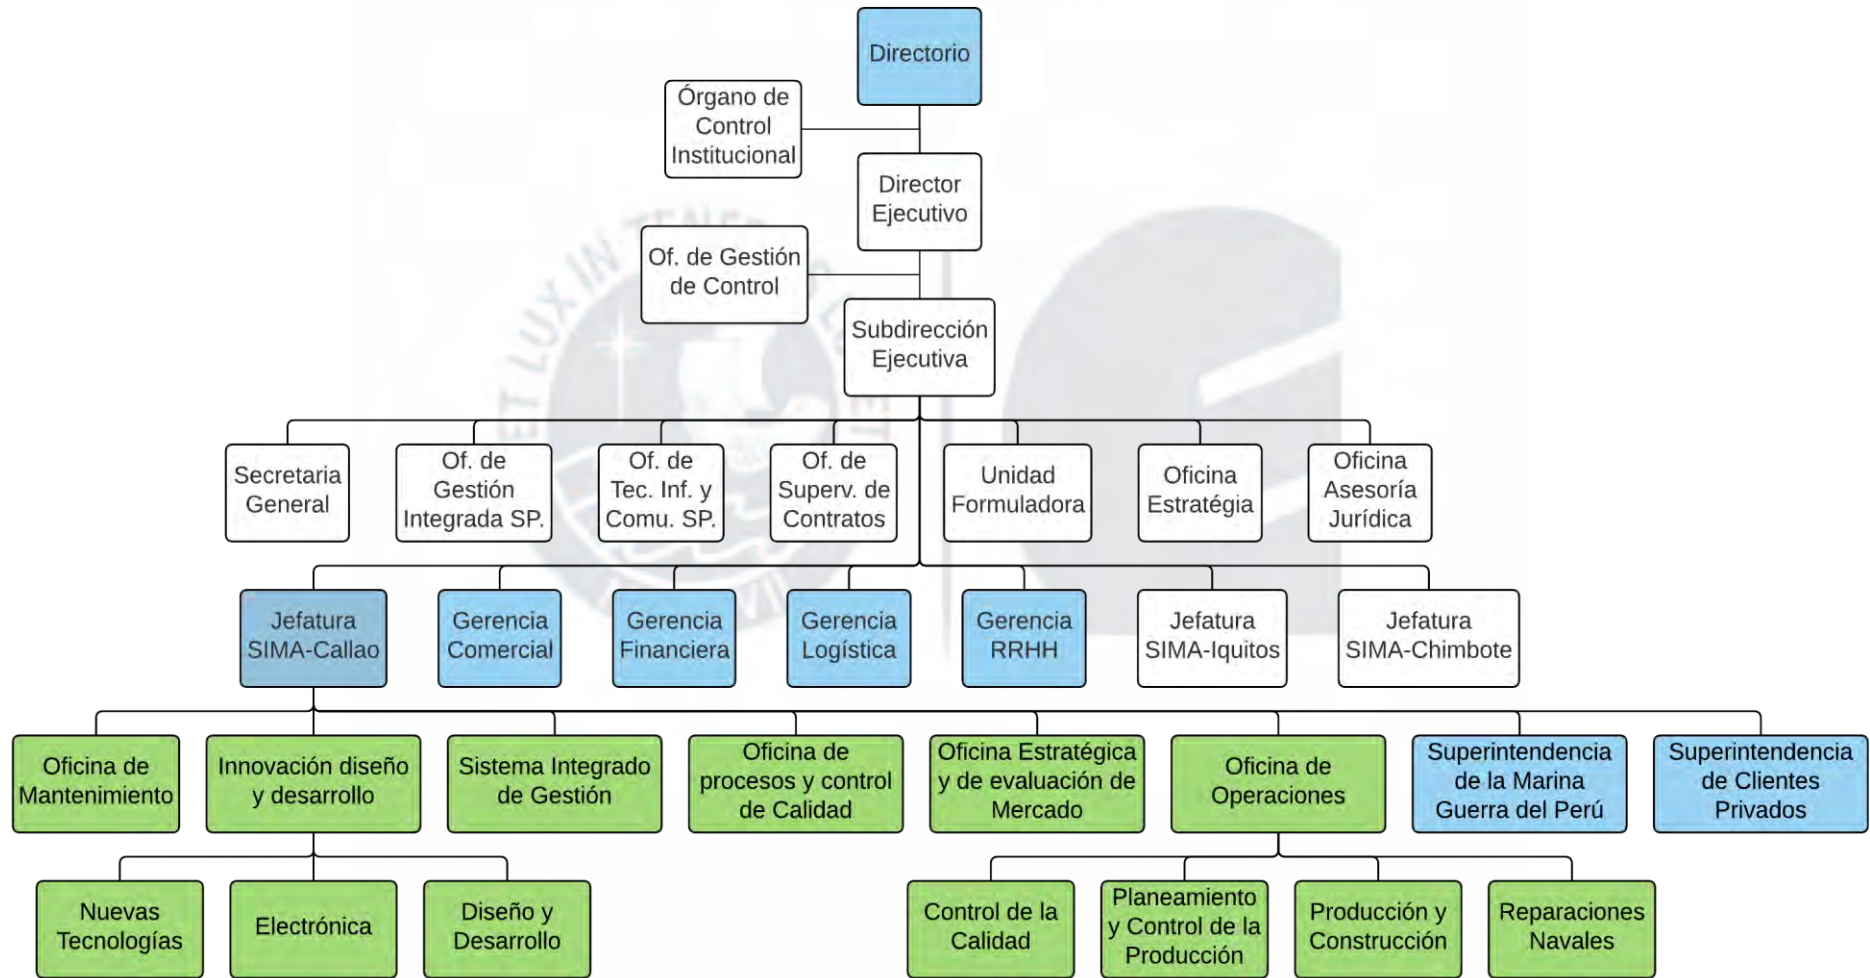 Directorio
Órgano de
Control
Institucional
Director
Ejecutivo
Of. de Gestión
de Control
Subdirección
Ejecutiva
Secretaria
General
Of. de
Gestión
Integrada SP.
Of. de
Tec. Inf. y
Comu. SP.
Of. de
Superv. de
Contratos
Unidad
Formuladora
Oficina
Estratégia
Oficina
Asesoría
Jurídica
Jefatura
SIMA-Callao
Gerencia
Comercial
Gerencia
Financiera
Gerencia
Logística
Gerencia
RRHH
Jefatura
SIMA-Iquitos
Jefatura
SIMA-Chimbote
Oficina de
Mantenimiento
Innovación diseño
y desarrollo
Sistema Integrado
de Gestión
Oficina de
procesos y control
de Calidad
Oficina Estratégica
y de evaluación de
Mercado
Oficina de
Operaciones
Superintendencia
de la Marina
Guerra del Perú
Superintendencia
de Clientes
Privados
Nuevas
Tecnologías
Electrónica
Diseño y
Desarrollo
Control de la
Calidad
Planeamiento
y Control de la
Producción
Producción y
Construcción
Reparaciones
Navales
ET LUX IN